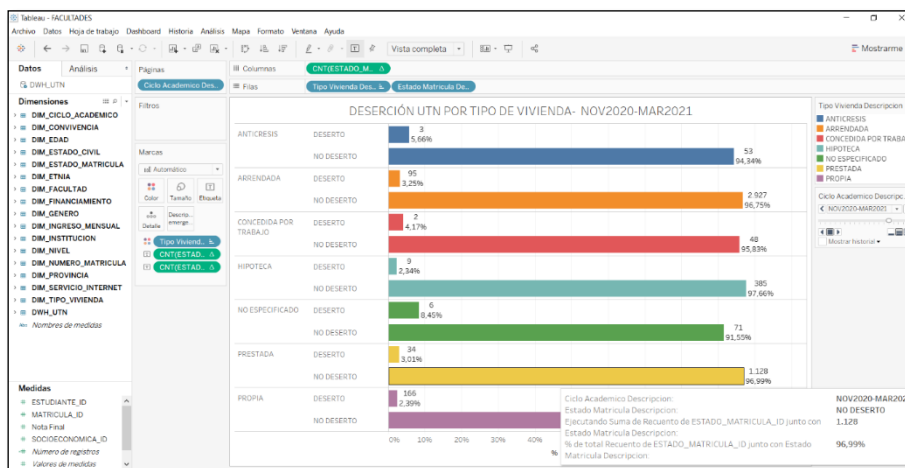 Tableau - FACULTADES
Archivo Datos Hoja de trabajo Dashboard Historia Análisis Mapa Formato Ventana Ayuda
Vista completa
Mostrarme
Datos Análisis
DWH_UTN
Dimensiones
DIM_CICLO_ACADEMICO
DIM_CONVIVENCIA
DIM_EDAD
DIM_ESTADO_CIVIL
DIM_ESTADO_MATRICULA
DIM_ETNIA
DIM_FACULTAD
DIM_FINANCIAMIENTO
DIM_GENERO
DIM_INGRESO_MENSUAL
DIM_INSTITUCION
DIM_NIVEL
DIM_NUMERO_MATRICULA
DIM_PROVINCIA
DIM_SERVICIO_INTERNET
DIM_TIPO_VIVIENDA
DWH_UTN
Abc Nombres de medidas
Medidas
ESTUDIANTE_ID
MATRICULA_ID
Nota Final
SOCIOECONOMICA_ID
Número de registros
Valores de medidas
Páginas
Ciclo Academico Des..
Filtros
Marcas
Automático
Color Tamaño Etiqueta
Detalle Descrip... emerge...
Tipo Viviend..
CNT(ESTAD..
CNT(ESTAD..
Columnas CNT(ESTADO_M..
Filas Tipo Vivienda Des.. Estado Matricula De..
DESERCIÓN UTN POR TIPO DE VIVIENDA- NOV2020-MAR2021
ANTICRESIS DESERTO 3
5,66%
NO DESERTO 53
94,34%
ARRENDADA DESERTO 95
3,25%
NO DESERTO 2.927
96,75%
CONCEDIDA POR TRABAJO DESERTO 2
4,17%
NO DESERTO 48
95,83%
HIPOTECA DESERTO 9
2,34%
NO DESERTO 385
97,66%
NO ESPECIFICADO DESERTO 6
8,45%
NO DESERTO 71
91,55%
PRESTADA DESERTO 34
3,01%
NO DESERTO 1.128
96,99%
PROPIA DESERTO 166
2,39%
NO DESERTO
0% 10% 20% 30% 40%
%
Ciclo Academico Descripcion: NOV2020-MAR202
Estado Matricula Descripcion: NO DESERTO
Ejecutando Suma de Recuento de ESTADO_MATRICULA_ID junto con 1.128
Estado Matricula Descripcion:
% de total Recuento de ESTADO_MATRICULA_ID junto con Estado 96,99%
Matricula Descripcion:
Tipo Vivienda Descripcion
ANTICRESIS
ARRENDADA
CONCEDIDA POR TRABA
HIPOTECA
NO ESPECIFICADO
PRESTADA
PROPIA
Ciclo Academico Descripc.
NOV2020-MAR2021
Mostrar historial